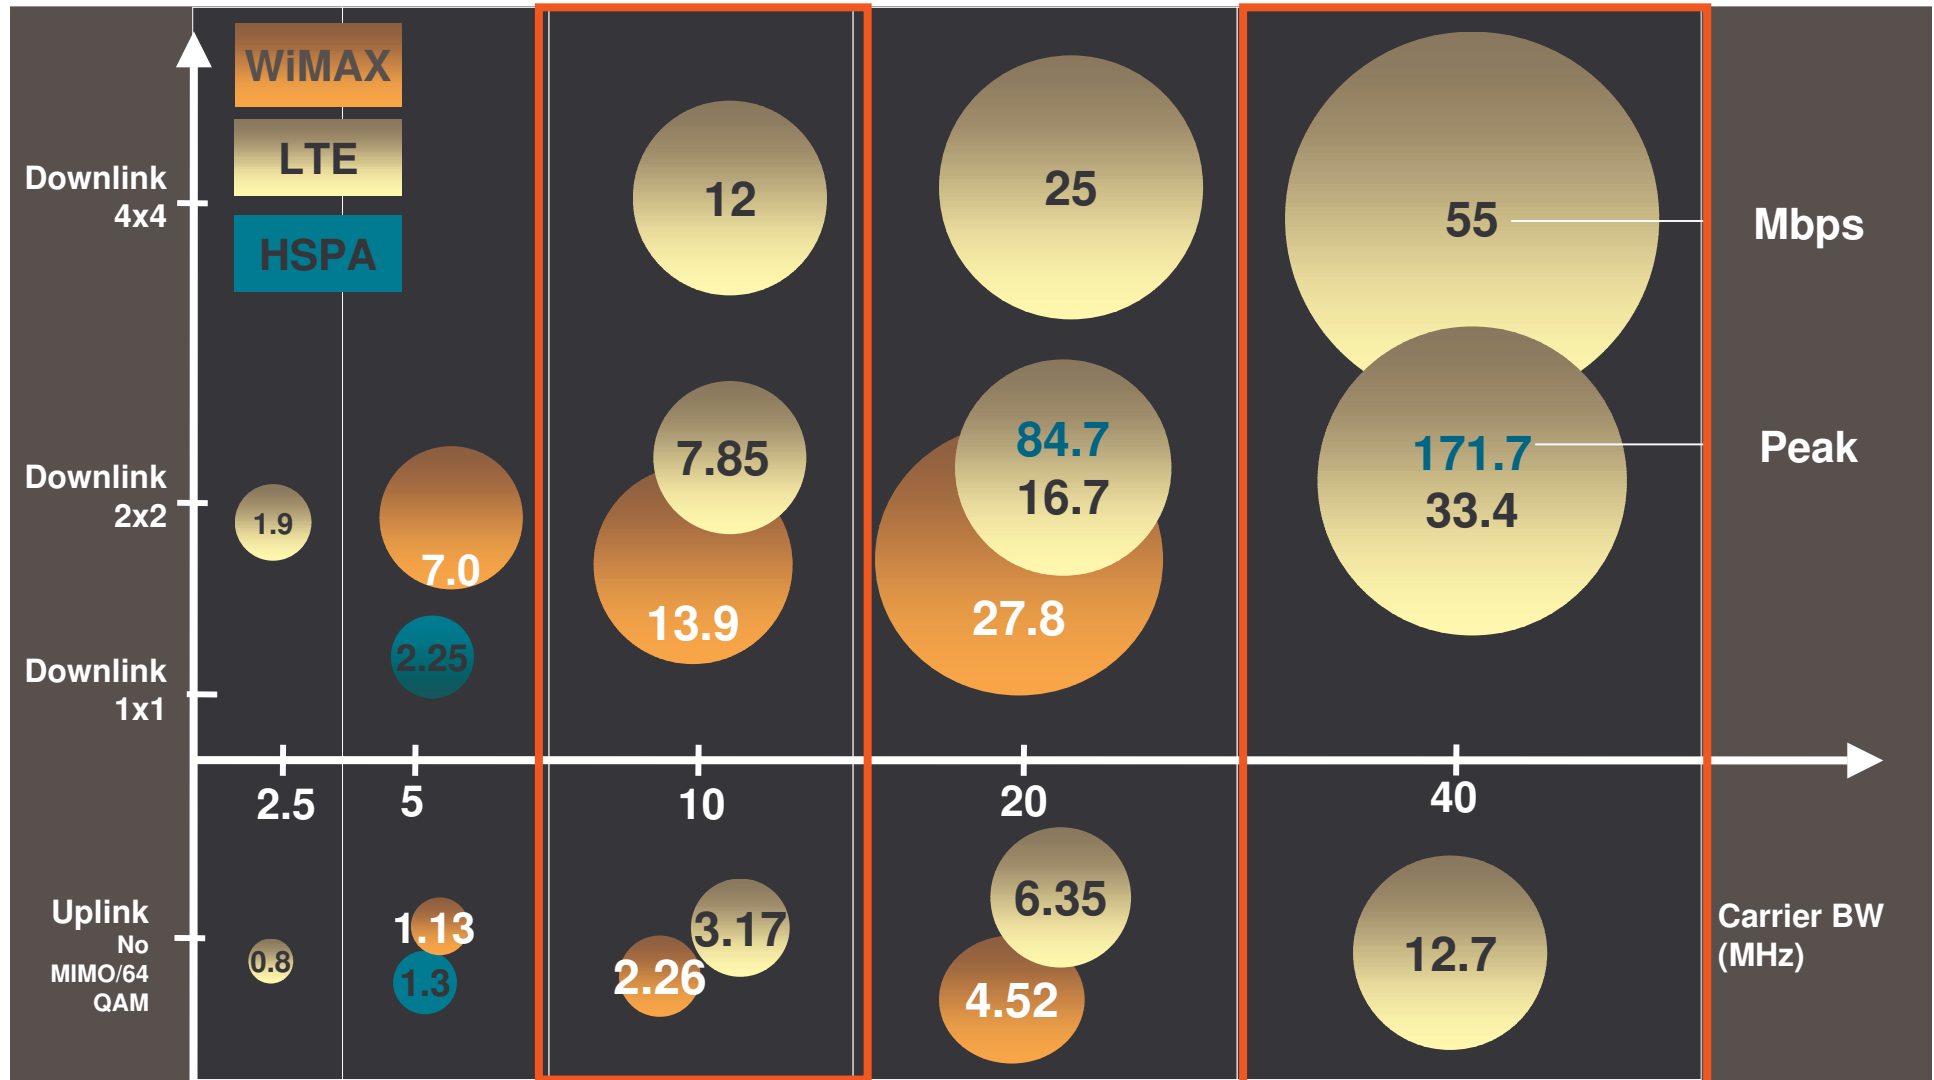 WiMAX
LTE
HSPA
Downlink
4x4
12
25
55
Mbps
Downlink
2x2
1.9
7.0
7.85
13.9
84.7
16.7
27.8
171.7
33.4
Peak
Downlink
1x1
2.25
2.5
5
10
20
40
Uplink
No
MIMO/64
QAM
0.8
1.13
1.3
3.17
2.26
6.35
4.52
12.7
Carrier BW
(MHz)